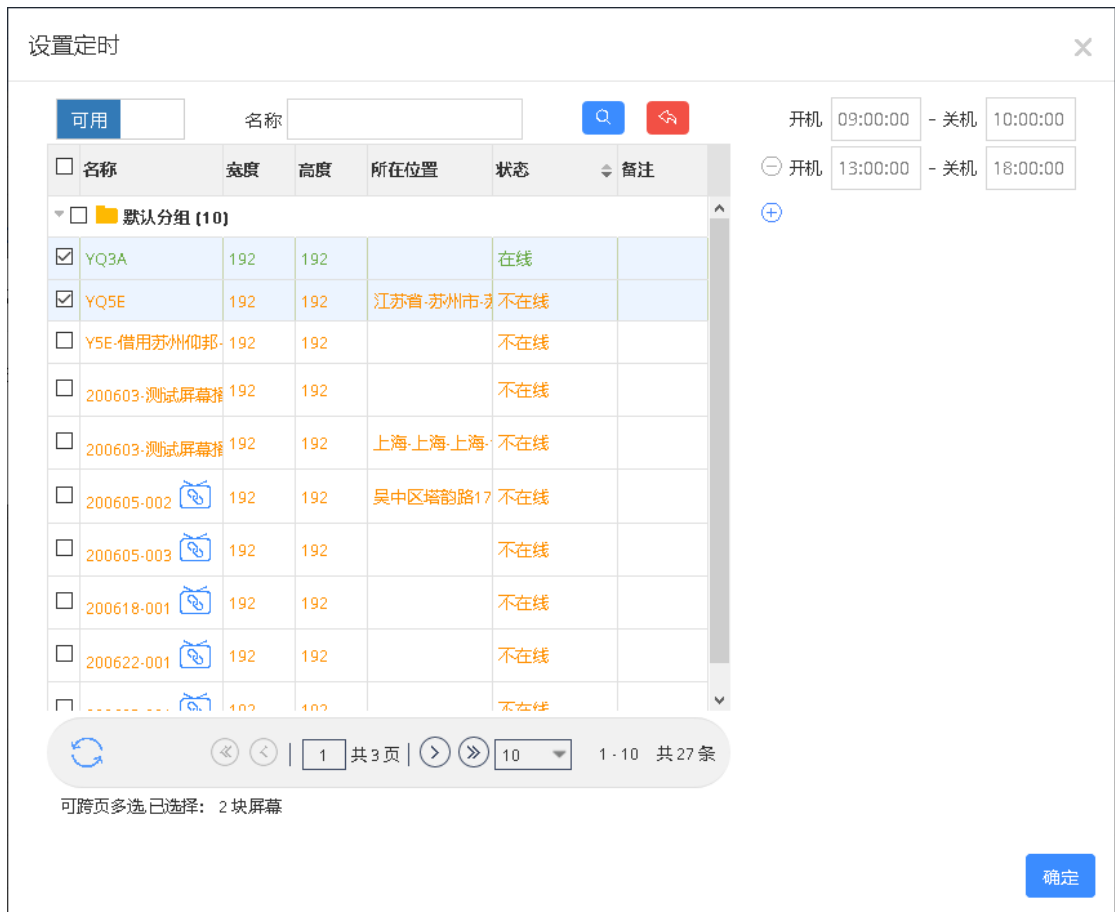 设置定时
可用 名称
开机 09:00:00 - 关机 10:00:00
开机 13:00:00 - 关机 18:00:00
名称 宽度 高度 所在位置 状态 备注
默认分组 (10)
YQ3A 192 192 在线
YQ5E 192 192 江苏省-苏州市- 不在线
Y5E-借用苏州仰邦- 192 192 不在线
200603-测试屏幕 192 192 不在线
200603-测试屏幕 192 192 上海-上海-上海- 不在线
200605-002 192 192 吴中区塔韵路17 不在线
200605-003 192 192 不在线
200618-001 192 192 不在线
200622-001 192 192 不在线
192 192 不在线
1 共3页 10 1 - 10 共27条
可跨页多选,已选择: 2 块屏幕
确定